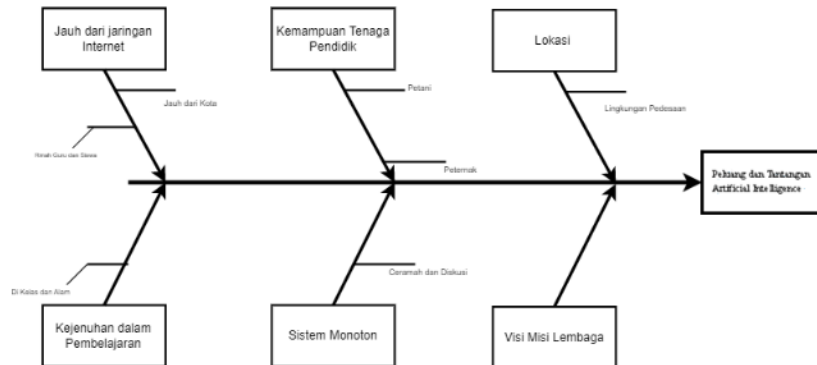 Jauh dari jaringan
Internet
Kemampuan Tenaga
Pendidik
Lokasi
Jauh dari Kota
Petani
Lingkungan Pedesaan
Guru dan Siswa
Peternak
Peluang dan Tantangan
Artificial Intelligence
Di Kelas dan Alam
Ceramah dan Diskusi
Kejenuhan dalam
Pembelajaran
Sistem Monoton
Visi Misi Lembaga